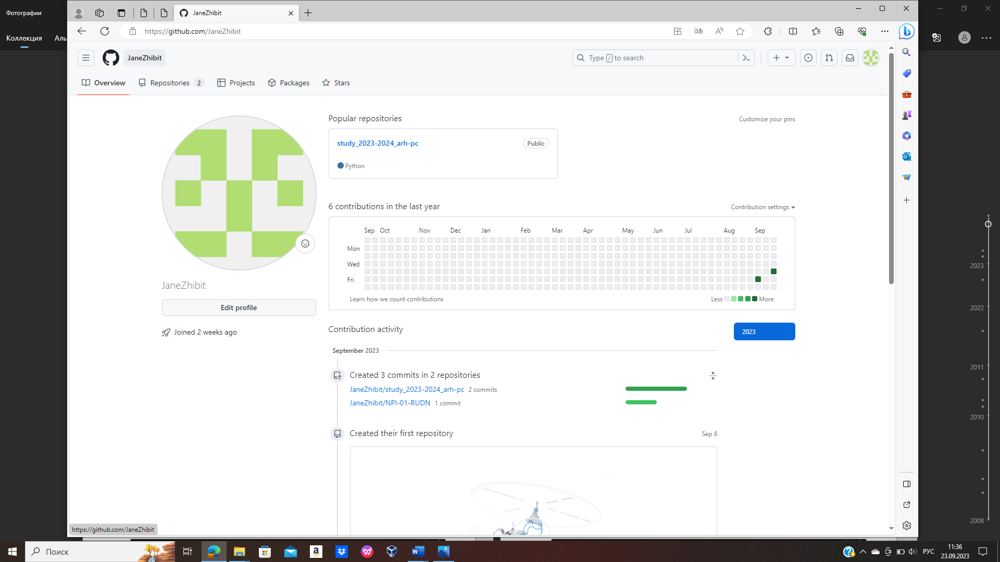 Фотографии
JaneZhibit
Коллекция
Аль
https://github.com/JaneZhibit
JaneZhibit
Type / to search
Overview
Repositories 2
Projects
Packages
Stars
Popular repositories
Customize your pins
study_2023-2024_arh-pc
Public
Python
6 contributions in the last year
Contribution settings
Sep Oct Nov Dec Jan Feb Mar Apr May Jun Jul Aug Sep
Mon
Wed
Fri
Learn how we count contributions
Less
More
JaneZhibit
Edit profile
Joined 2 weeks ago
Contribution activity
2023
September 2023
Created 3 commits in 2 repositories
JaneZhibit/study_2023-2024_arh-pc 2 commits
JaneZhibit/NPI-01-RUDN 1 commit
Created their first repository
Sep 8
2023
2022
2011
2010
2008
https://github.com/JaneZhibit
Поиск
РУС
11:36
23.09.2023